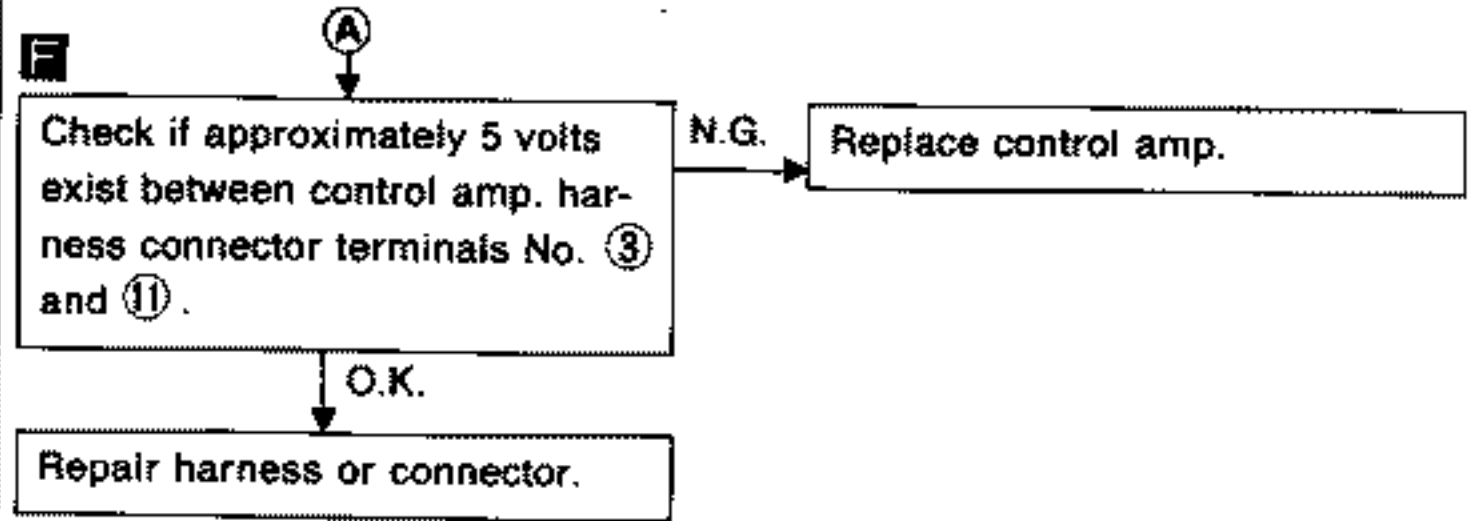 Ⓐ
F
Check if approximately 5 volts
exist between control amp. har-
ness connector terminals No. ③
and ⑪ .
N.G.
Replace control amp.
O.K.
Repair harness or connector.